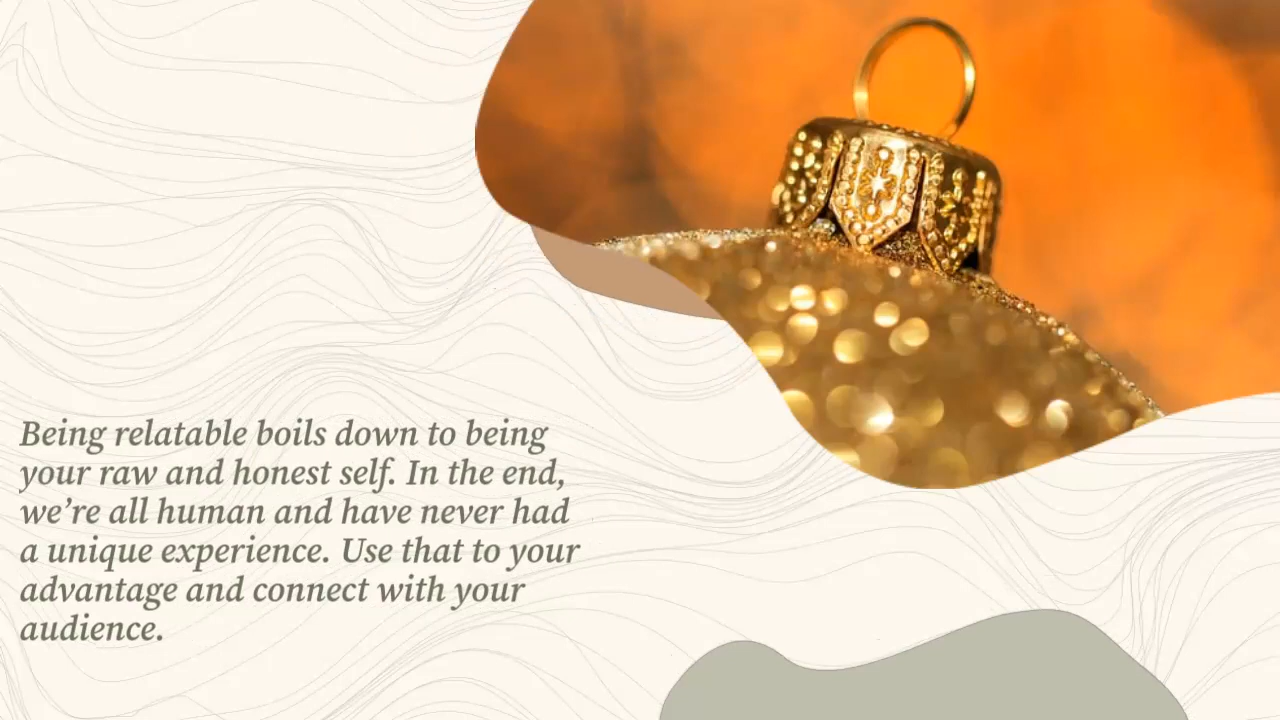 Being relatable boils down to being
your raw and honest self. In the end,
we’re all human and have never had
a unique experience. Use that to your
advantage and connect with your
audience.